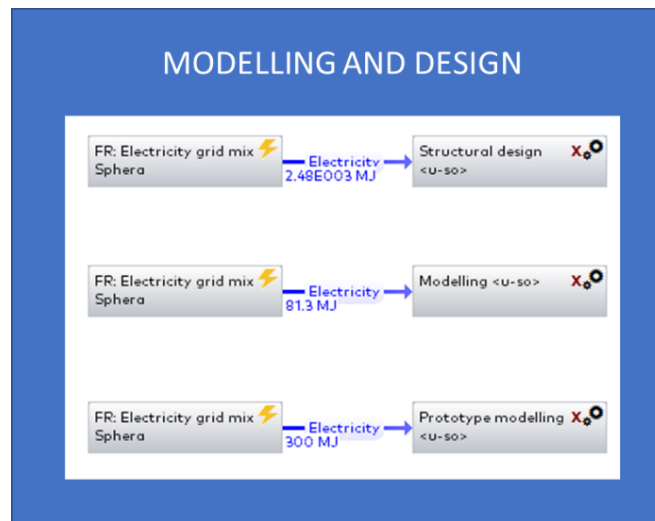 MODELLING AND DESIGN
FR: Electricity grid mix
Sphera
Electricity
2.48E003 MJ
Structural design
<u-so>
X
FR: Electricity grid mix
Sphera
Electricity
81.3 MJ
Modelling <u-so>
X
FR: Electricity grid mix
Sphera
Electricity
300 MJ
Prototype modelling
<u-so>
X